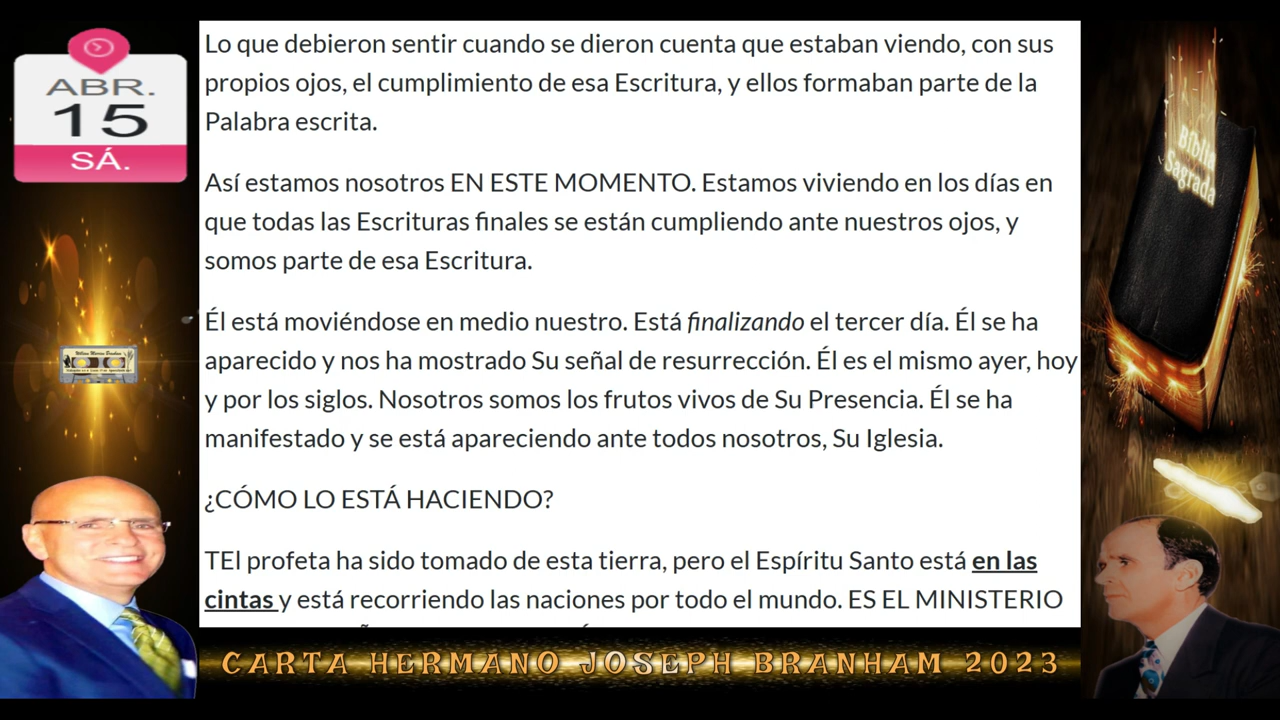 ABR.
15
SÁ.
Lo que debieron sentir cuando se dieron cuenta que estaban viendo, con sus
propios ojos, el cumplimiento de esa Escritura, y ellos formaban parte de la
Palabra escrita.
Así estamos nosotros EN ESTE MOMENTO. Estamos viviendo en los días en
que todas las Escrituras finales se están cumpliendo ante nuestros ojos, y
somos parte de esa Escritura.
Él está moviéndose en medio nuestro. Está finalizando el tercer día. Él se ha
aparecido y nos ha mostrado Su señal de resurrección. Él es el mismo ayer, hoy
y por los siglos. Nosotros somos los frutos vivos de Su Presencia. Él se ha
manifestado y se está apareciendo ante todos nosotros, Su Iglesia.
¿CÓMO LO ESTÁ HACIENDO?
TEl profeta ha sido tomado de esta tierra, pero el Espíritu Santo está en las
cintas y está recorriendo las naciones por todo el mundo. ES EL MINISTERIO
CARTA HERMANO JOSEPH BRANHAM 2023
Bíblia
Sagrada